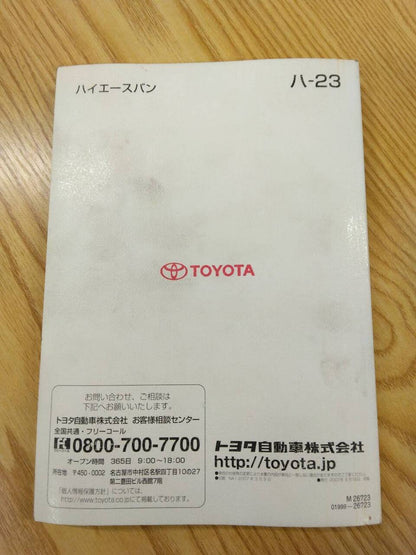 ハイエースバン
ハ-23
TOYOTA
お問い合わせ、ご相談は
下記へお願いいたします。
トヨタ自動車株式会社 お客様相談センター
全国共通・フリーコール
0800-700-7700
オープン時間 365日 9:00~18:00
所在地 〒450-0002 名古屋市中村区名駅四丁目10の27
第二豊田ビル西館7階
「個人情報保護方針」については、
http://www.toyota.co.jpにて掲載しております。
トヨタ自動車株式会社
http://toyota.jp
M 26723
01999-26723